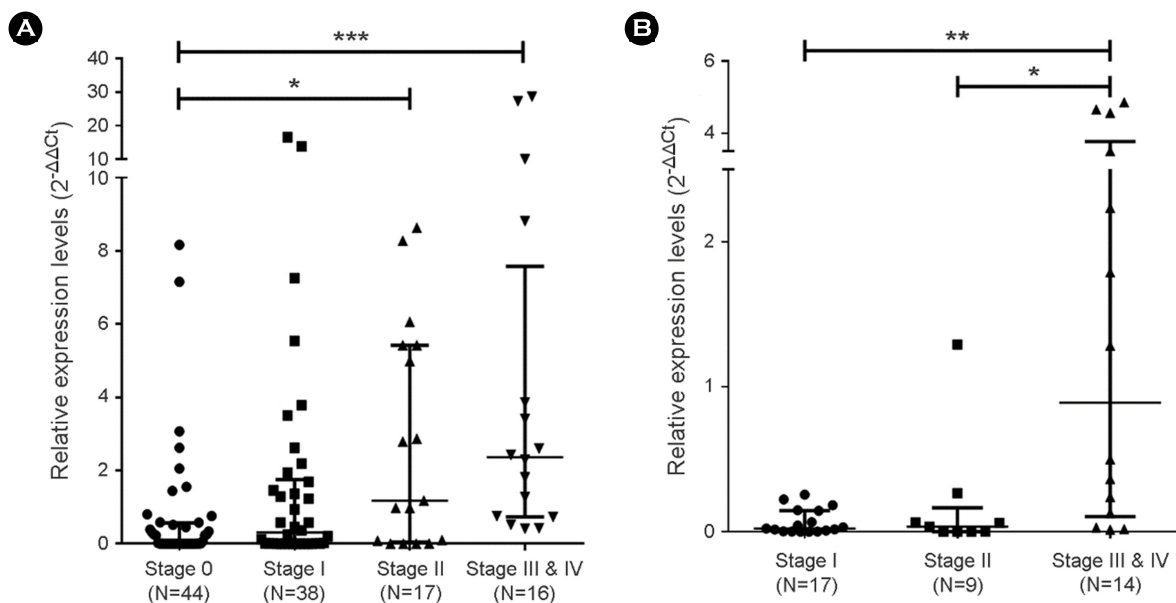 A
***
*
Relative expression levels (2^-ΔΔCt)
40
30
20
10
10
8
6
4
2
0
Stage 0
(N=44)
Stage I
(N=38)
Stage II
(N=17)
Stage III & IV
(N=16)
B
**
*
Relative expression levels (2^-ΔΔCt)
6
4
2
1
0
Stage I
(N=17)
Stage II
(N=9)
Stage III & IV
(N=14)